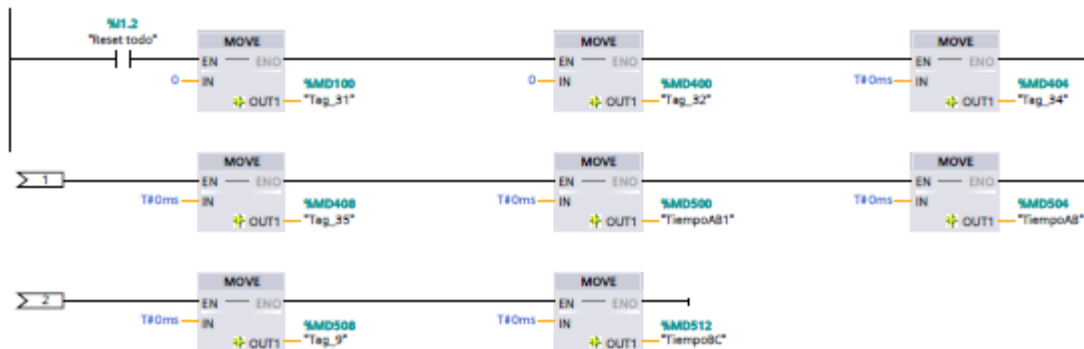 %I1.2
"Reset todo"
MOVE MOVE MOVE
EN ENO EN ENO EN ENO
0 IN 0 IN T#0ms IN
%MD100 %MD400 %MD404
OUT1 "Tag_31" OUT1 "Tag_32" OUT1 "Tag_34"
1
MOVE MOVE MOVE
EN ENO EN ENO EN ENO
T#0ms IN T#0ms IN T#0ms IN
%MD408 %MD500 %MD504
OUT1 "Tag_35" OUT1 "TiempoAB1" OUT1 "TiempoAB"
2
MOVE MOVE
EN ENO EN ENO
T#0ms IN T#0ms IN
%MD508 %MD512
OUT1 "Tag_9" OUT1 "TiempoBC"